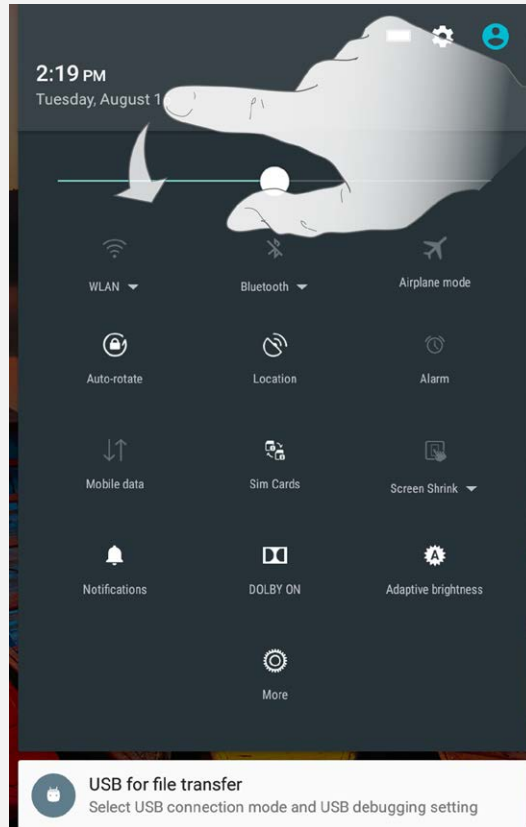 2:19 PM
Tuesday, August 1
WLAN
Bluetooth
Airplane mode
Auto-rotate
Location
Alarm
Mobile data
Sim Cards
Screen Shrink
Notifications
DOLBY ON
Adaptive brightness
More
USB for file transfer
Select USB connection mode and USB debugging setting